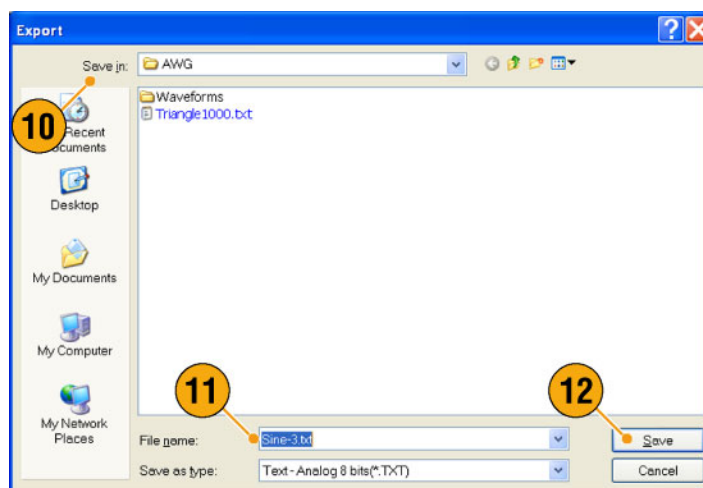 Export
Save in:
AWG
10
Recent
Documents
Desktop
My Documents
My Computer
My Network
Places
Waveforms
Triangle1000.txt
11
12
File name:
Sine-3.txt
Save
Save as type:
Text - Analog 8 bits(*.TXT)
Cancel